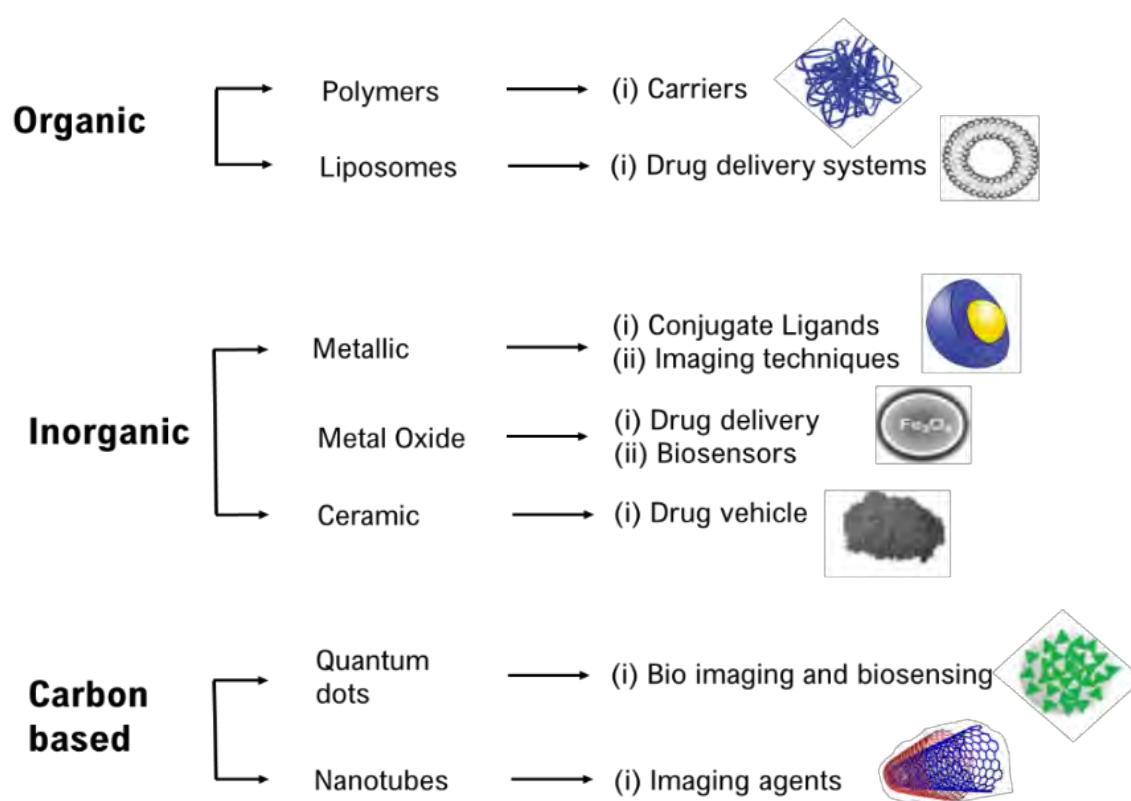 Organic
Polymers
(i) Carriers
Liposomes
(i) Drug delivery systems
Inorganic
Metallic
(i) Conjugate Ligands
(ii) Imaging techniques
Metal Oxide
(i) Drug delivery
(ii) Biosensors
Fe₃O₄
Ceramic
(i) Drug vehicle
Carbon
based
Quantum
dots
(i) Bio imaging and biosensing
Nanotubes
(i) Imaging agents